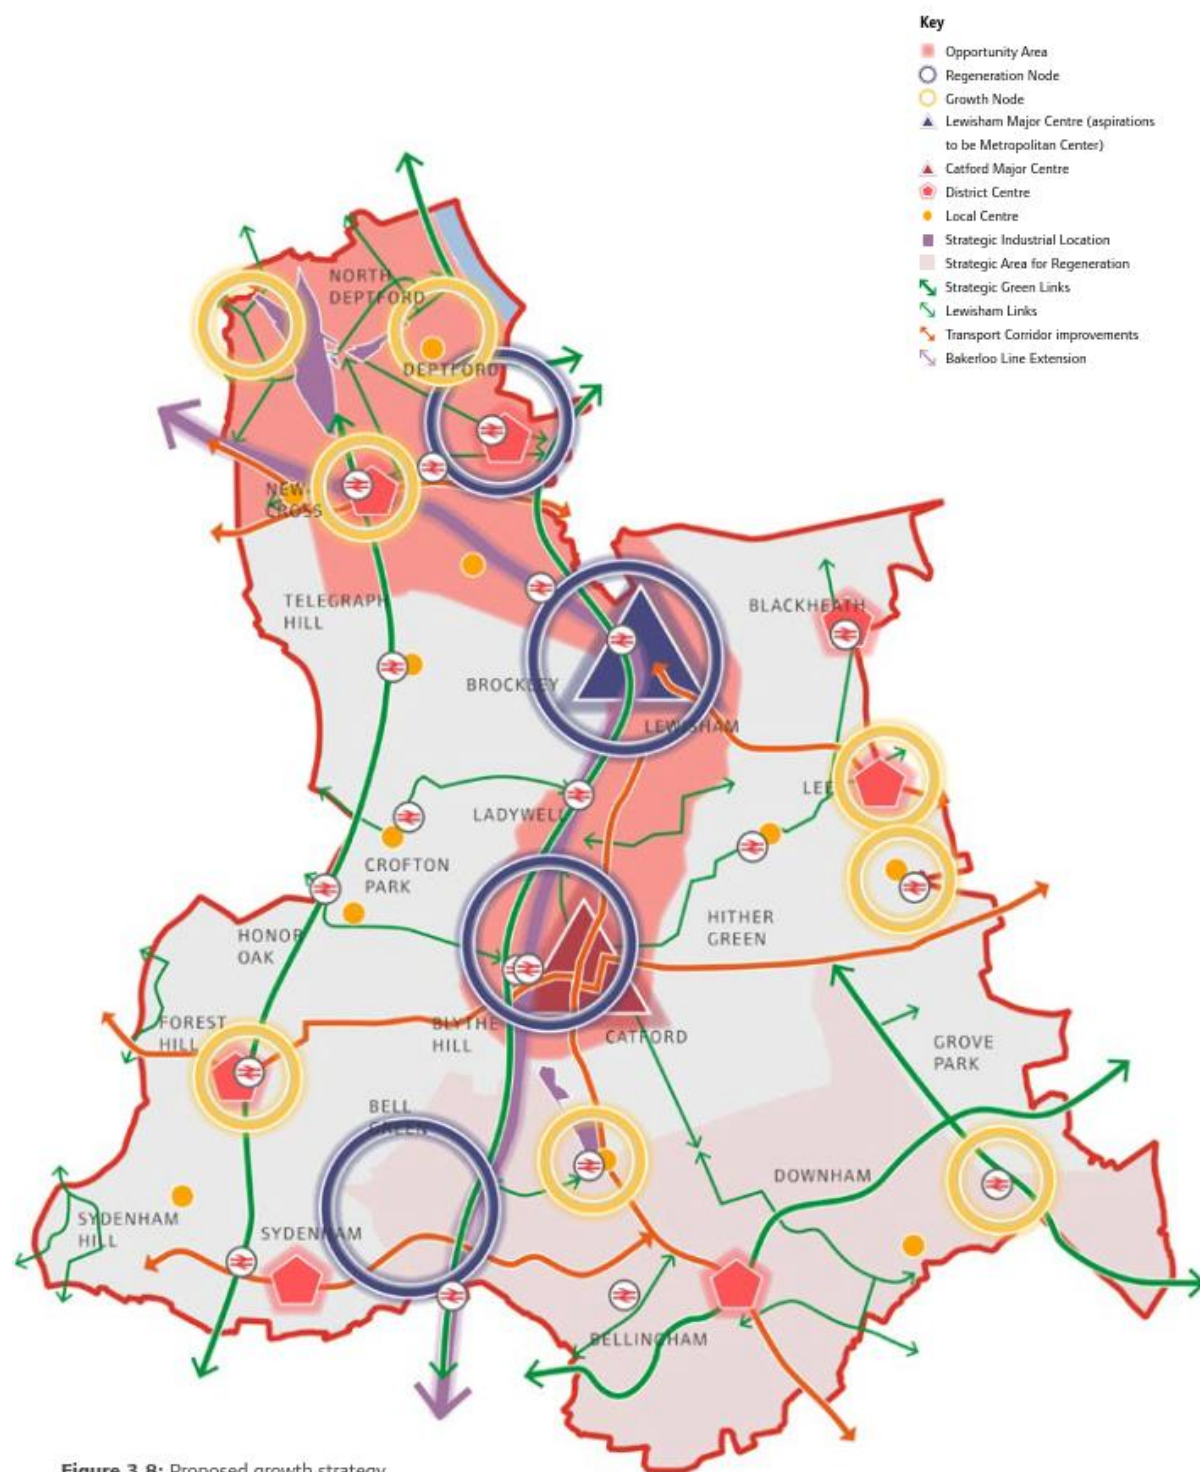 Key
Opportunity Area
Regeneration Node
Growth Node
Lewisham Major Centre (aspirations
to be Metropolitan Center)
Catford Major Centre
District Centre
Local Centre
Strategic Industrial Location
Strategic Area for Regeneration
Strategic Green Links
Lewisham Links
Transport Corridor improvements
Bakerloo Line Extension
NORTH
DEPTFORD
DEPTFORD
NEW
CROSS
TELEGRAPH
HILL
BLACKHEATH
BROCKLEY
LEWISHAM
LEE
LADYWELL
CROFTON
PARK
HITHER
GREEN
HONOR
OAK
FOREST
HILL
BLYTHE
HILL
CATFORD
GROVE
PARK
BELL
GREEN
DOWNHAM
SYDENHAM
HILL
SYDENHAM
BELLINGHAM
Figure 3.8: Proposed growth strategy